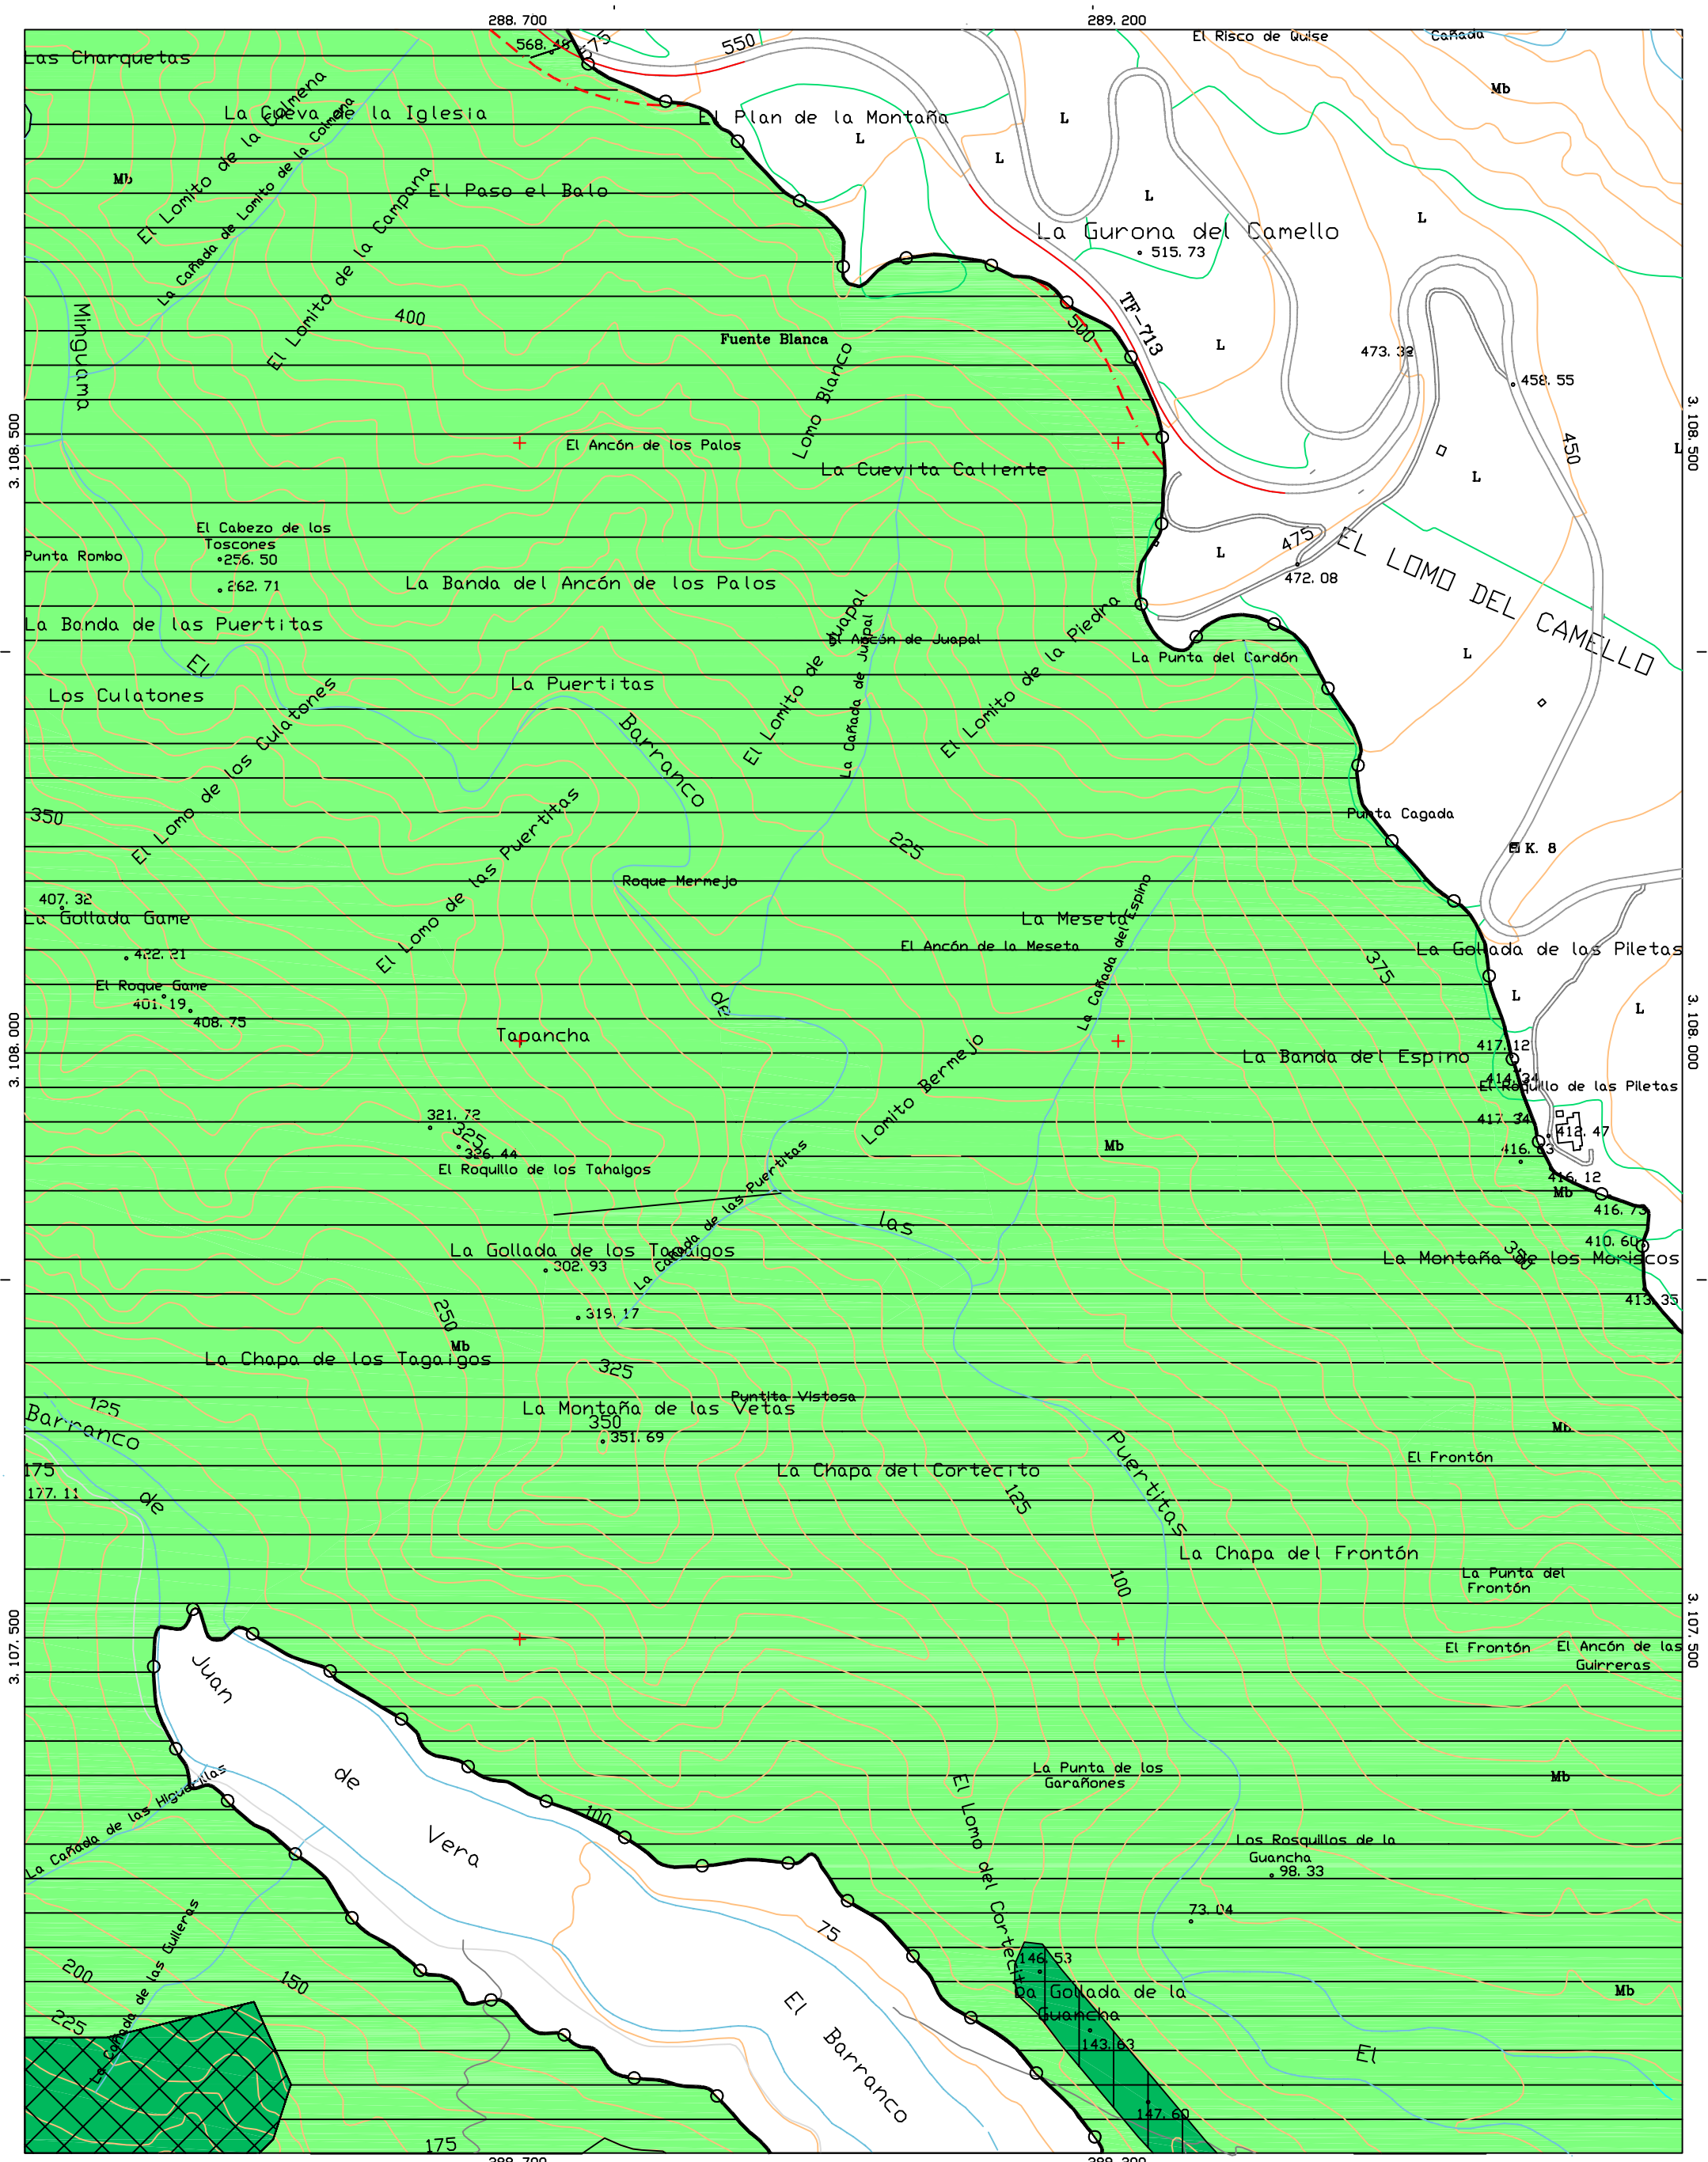 288.700
289.200
568.48
575
550
El Risco de Quise
Cañada
Las Charquetas
Mb
La Cueva de la Iglesia
El Lomito de la Colmena
La Cañada de Lomito de la Colmena
El Plan de la Montaña
L
L
L
Mb
El Lomito de la Campana
El Paso el Balo
L
L
La Gurona del Camello
515.73
Minguama
400
Fuente Blanca
Lomo Blanco
500
TF-713
L
473.32
458.55
3.108.500
3.108.500
El Ancón de los Palos
La Cuevita Caliente
450
L
L
El Cabezo de los
Toscones
256.50
262.71
Punta Rombo
La Banda del Ancón de los Palos
L
475
472.08
EL LOMO DEL CAMELLO
La Banda de las Puertitas
El Lomito de Juapal
El Ancón de Juapal
La Cañada de Juapal
El Lomito de la Piedra
La Punta del Cardón
L
El
Los Culatones
La Puertitas
Barranco
El Lomo de los Culatones
El Lomo de las Puertitas
350
225
Punta Cagada
K. 8
Roque Mermejo
407.32
La Gollada Game
422.21
La Meseta
El Ancón de la Meseta
La Cañada del Espino
375
La Gollada de las Piletas
El Roque Game
401.19
408.75
de
L
L
3.108.000
3.108.000
Tapancha
Lomito Bermejo
La Banda del Espino
417.12
414.34
El Roquillo de las Piletas
321.72
325
326.44
El Roquillo de los Tahaigos
Mb
417.34
412.47
416.63
416.12
Mb
416.73
La Cañada de las Puertitas
las
La Gollada de los Tagaigos
302.93
410.60
350
La Montaña de los Moriscos
413.35
319.17
250
Mb
La Chapa de los Tagaigos
325
Puntita Vistosa
La Montaña de las Vetas
350
351.69
125
Barranco
Mb
Puertitas
El Frontón
175
177.11
de
La Chapa del Cortecito
125
La Chapa del Frontón
100
La Punta del
Frontón
3.107.500
3.107.500
El Frontón
El Ancón de las
Guirreras
Juan
de
Vera
La Cañada de las Higuerillas
100
La Punta de los
Garañones
Mb
El Lomo del Cortecito
Los Rosquillos de la
Guancha
98.33
73.04
75
La Cañada de las Guileras
200
150
225
146.53
La Gollada de la
Guancha
143.63
Mb
El
Barranco
El
147.60
175
288.700
289.200